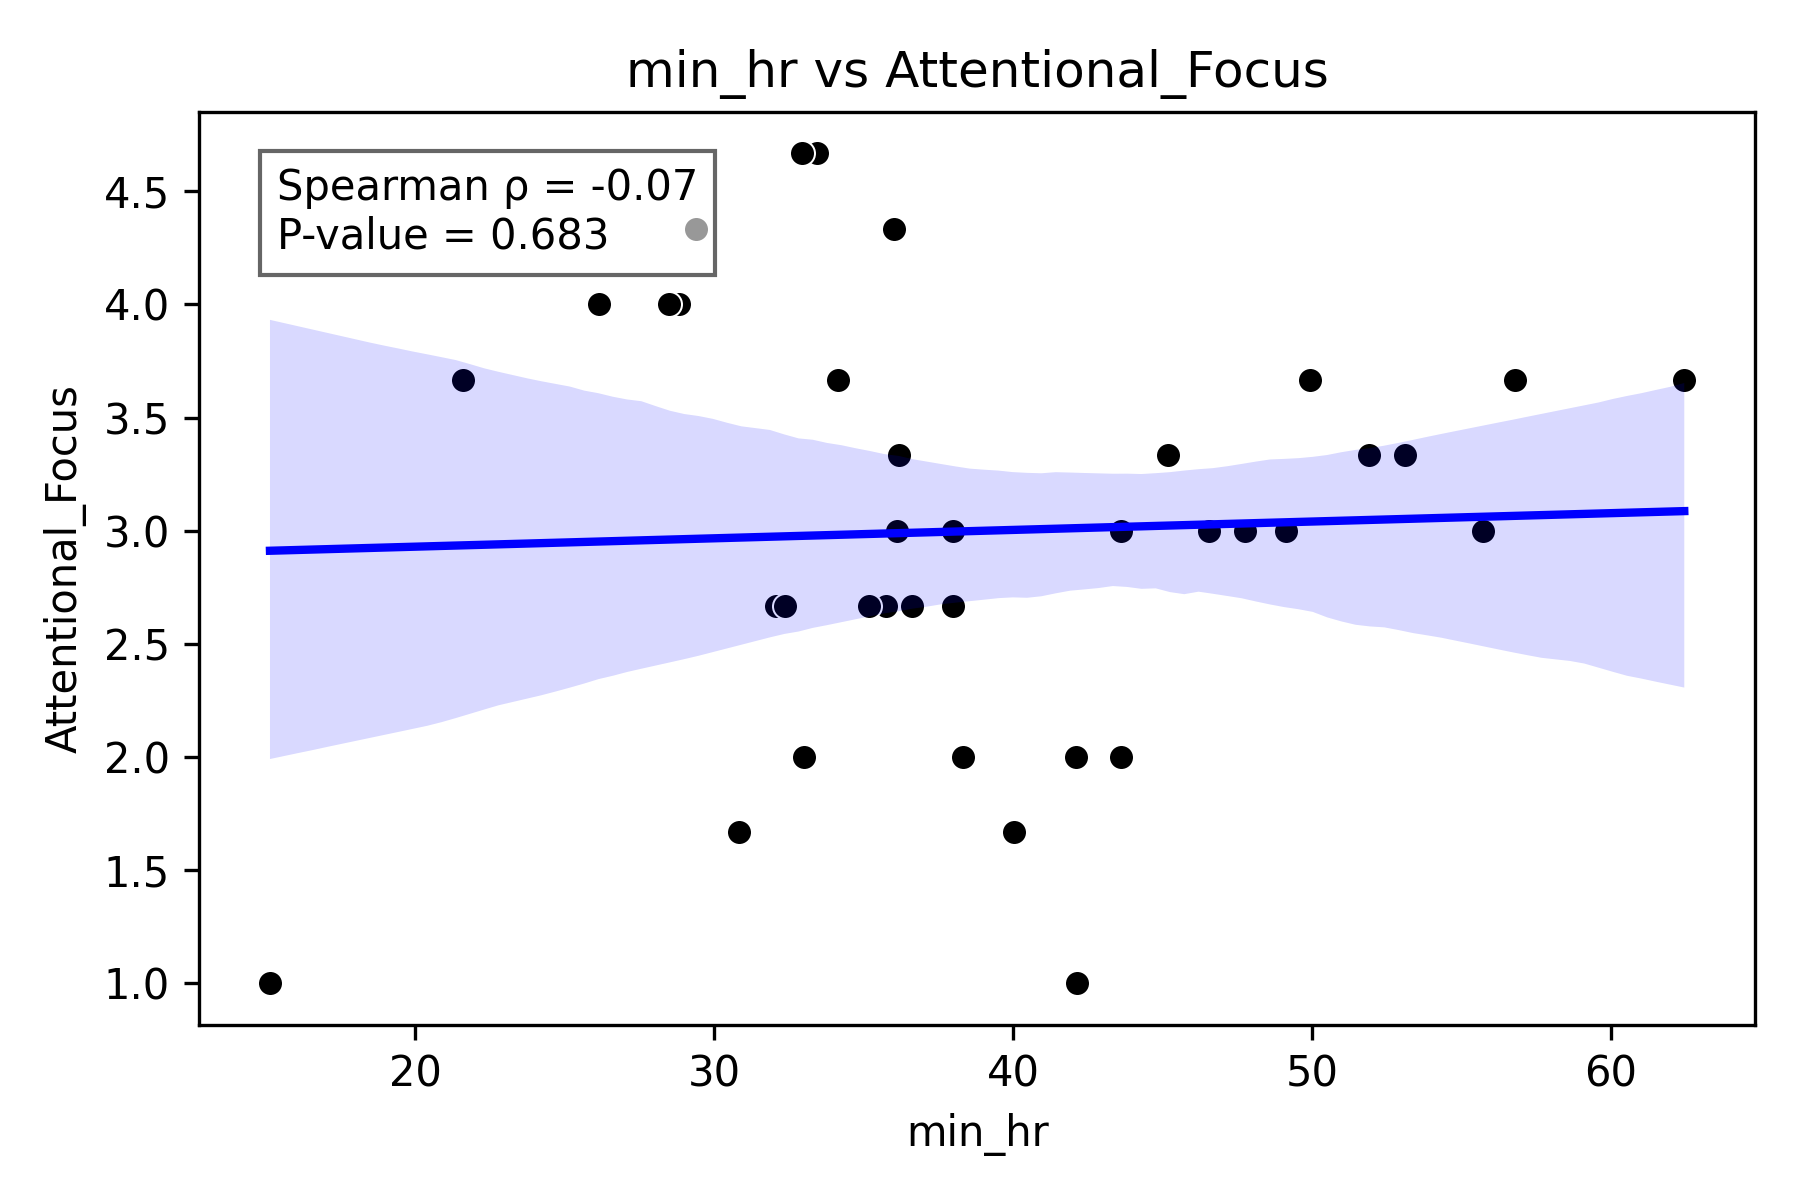 min_hr vs Attentional_Focus
Spearman ρ = -0.07
P-value = 0.683
Attentional_Focus
4.5
4.0
3.5
3.0
2.5
2.0
1.5
1.0
20 30 40 50 60
min_hr